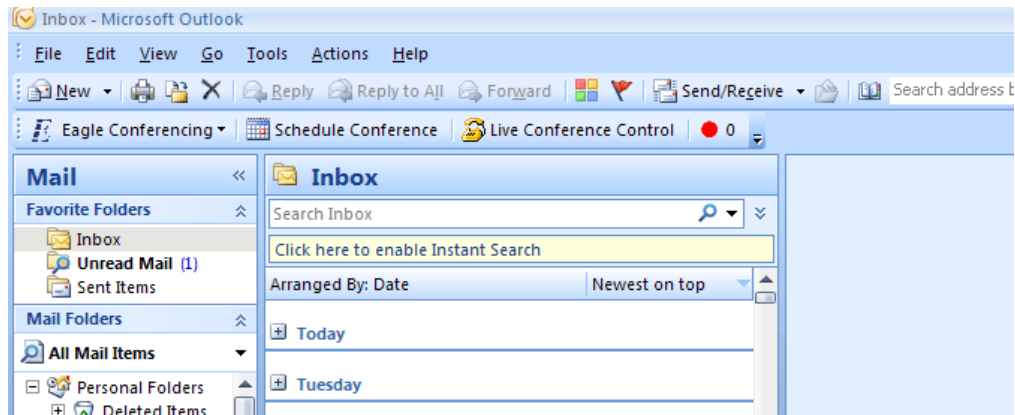 Inbox - Microsoft Outlook
File Edit View Go Tools Actions Help
New Reply Reply to All Forward Send/Receive Search address
Eagle Conferencing Schedule Conference Live Conference Control 0
Mail
Favorite Folders
Inbox
Unread Mail (1)
Sent Items
Mail Folders
All Mail Items
Personal Folders
Deleted Items
Inbox
Search Inbox
Click here to enable Instant Search
Arranged By: Date Newest on top
Today
Tuesday